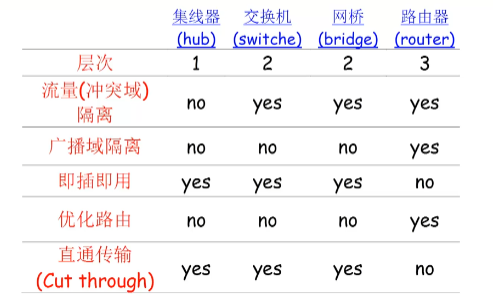 集线器 交换机 网桥 路由器
(hub) (switche) (bridge) (router)
层次 1 2 2 3
流量(冲突域)
隔离 no yes yes yes
广播域隔离 no no no yes
即插即用 yes yes yes no
优化路由 no no no yes
直通传输
(Cut through) yes yes yes no